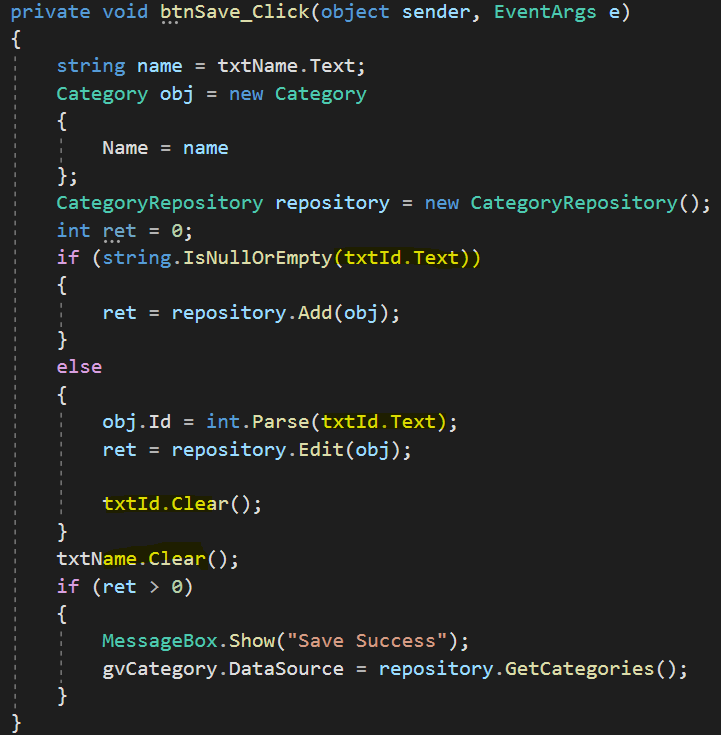 private void btnSave_Click(object sender, EventArgs e)
{
string name = txtName.Text;
Category obj = new Category
{
Name = name
};
CategoryRepository repository = new CategoryRepository();
int ret = 0;
if (string.IsNullOrEmpty(txtId.Text))
{
ret = repository.Add(obj);
}
else
{
obj.Id = int.Parse(txtId.Text);
ret = repository.Edit(obj);
txtId.Clear();
}
txtName.Clear();
if (ret > 0)
{
MessageBox.Show("Save Success");
gvCategory.DataSource = repository.GetCategories();
}
}